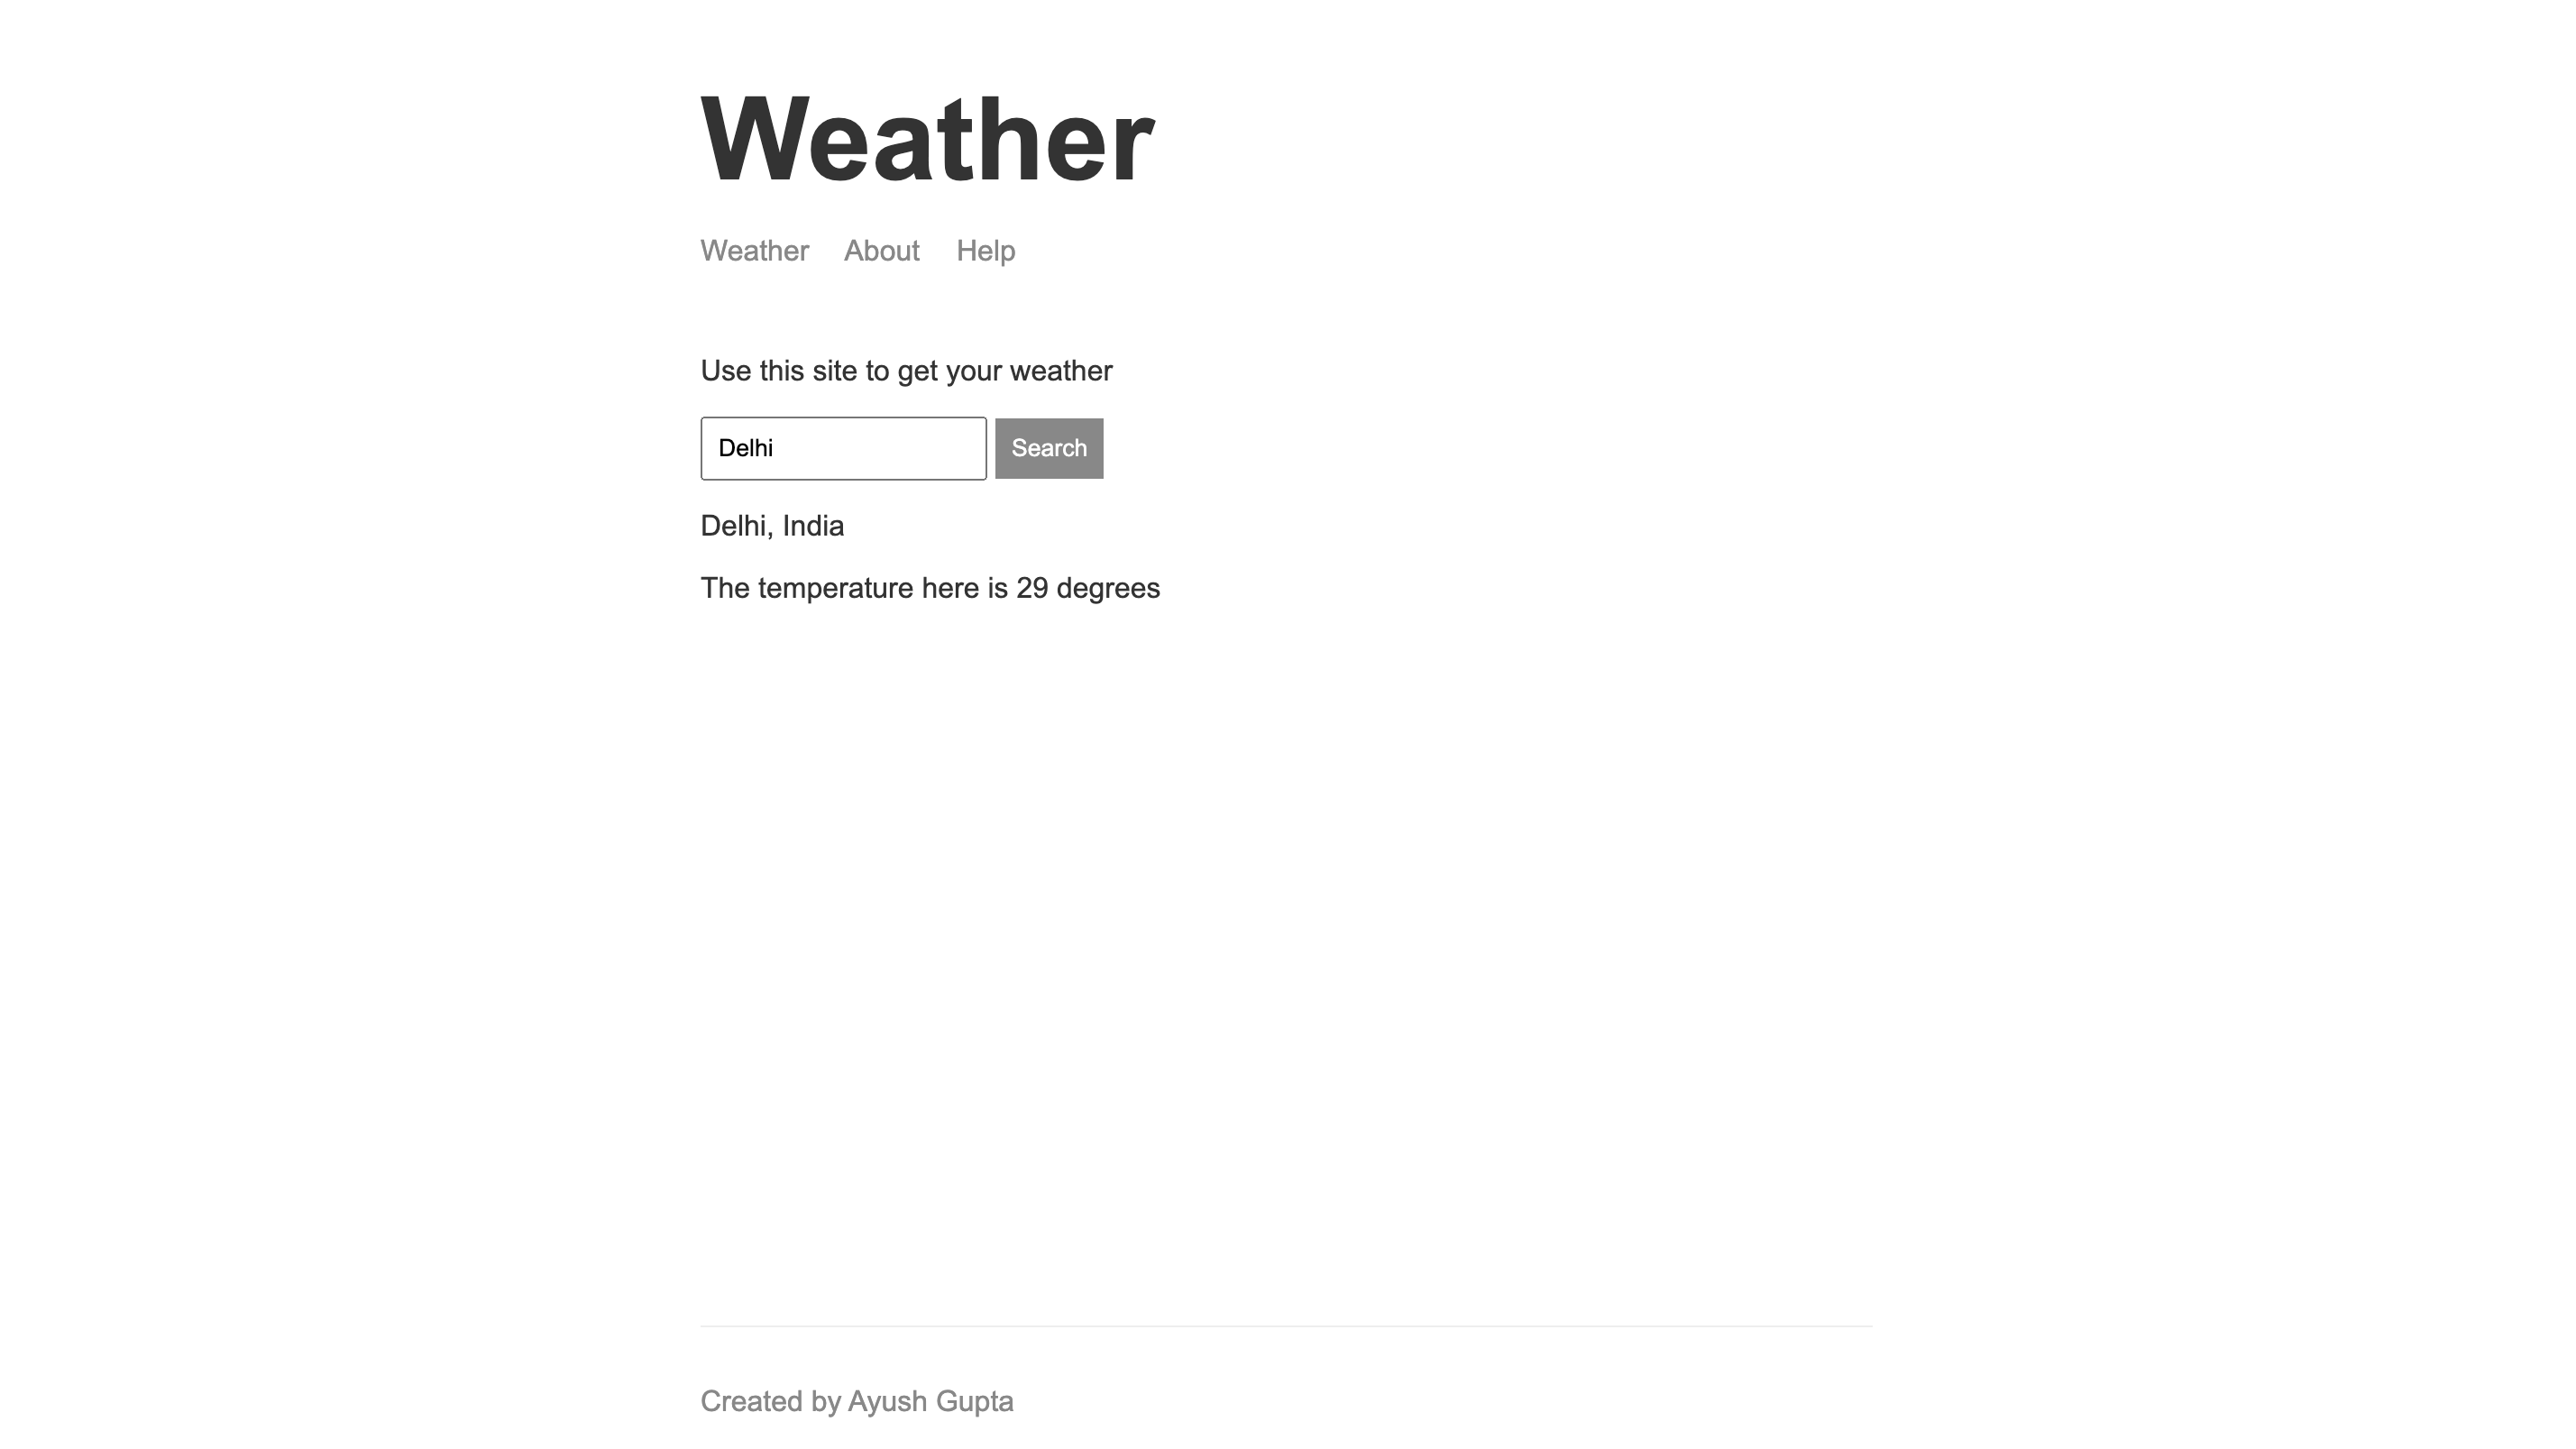 Weather
Weather About Help
Use this site to get your weather
Delhi Search
Delhi, India
The temperature here is 29 degrees
Created by Ayush Gupta